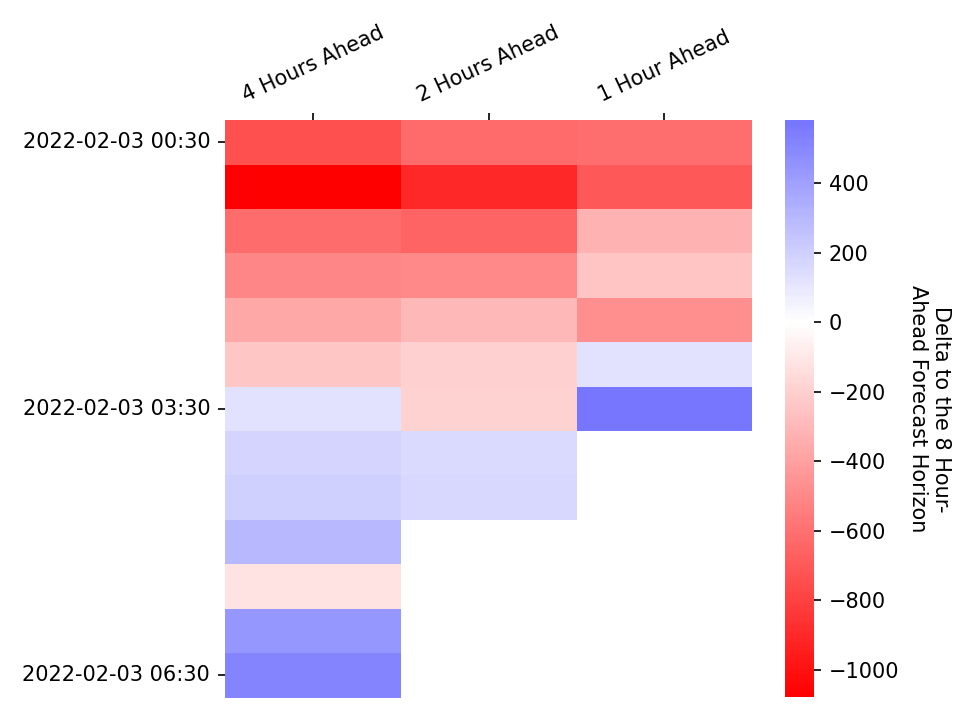 4 Hours Ahead
2 Hours Ahead
1 Hour Ahead
2022-02-03 00:30
2022-02-03 03:30
2022-02-03 06:30
400
200
0
−200
−400
−600
−800
−1000
Delta to the 8 Hour-
Ahead Forecast Horizon